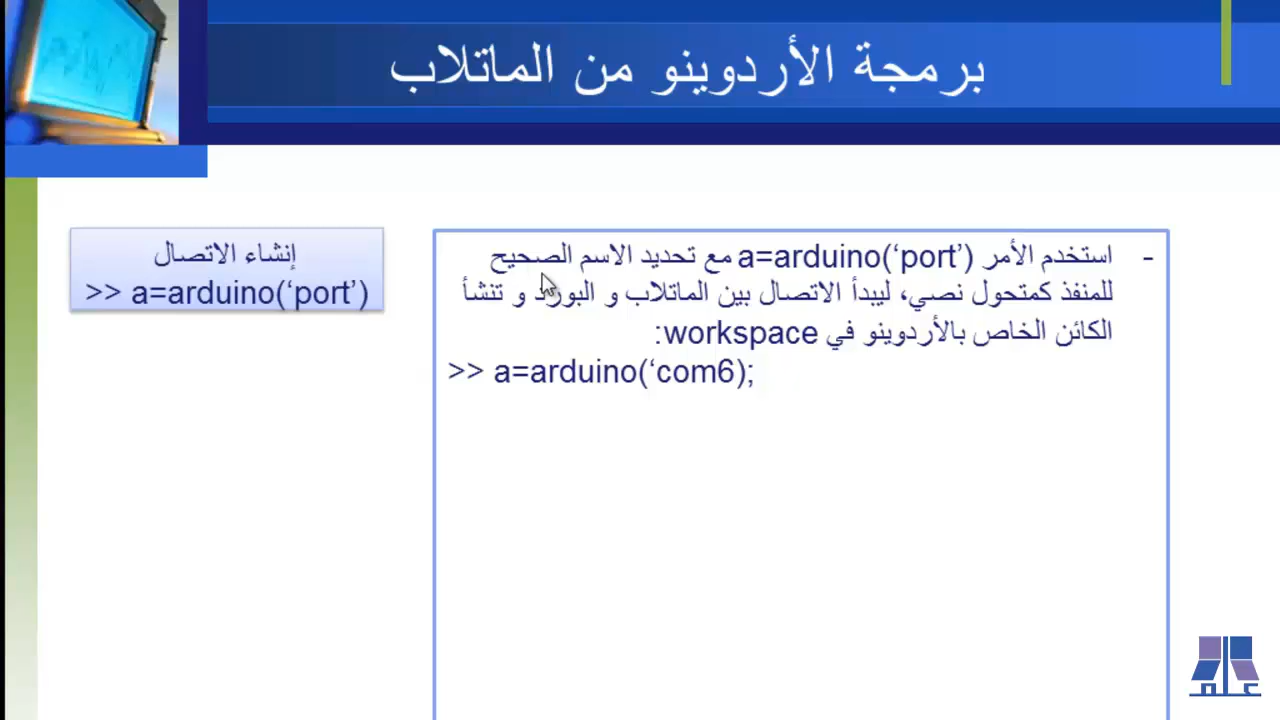 برمجة الأردوينو من الماتلاب
إنشاء الاتصال
>> a=arduino(‘port’)
- استخدم الأمر a=arduino(‘port’) مع تحديد الاسم الصحيح
للمنفذ كمتحول نصي، ليبدأ الاتصال بين الماتلاب و البورد و تنشأ
الكائن الخاص بالأردوينو في workspace:
>> a=arduino(‘com6);
علم